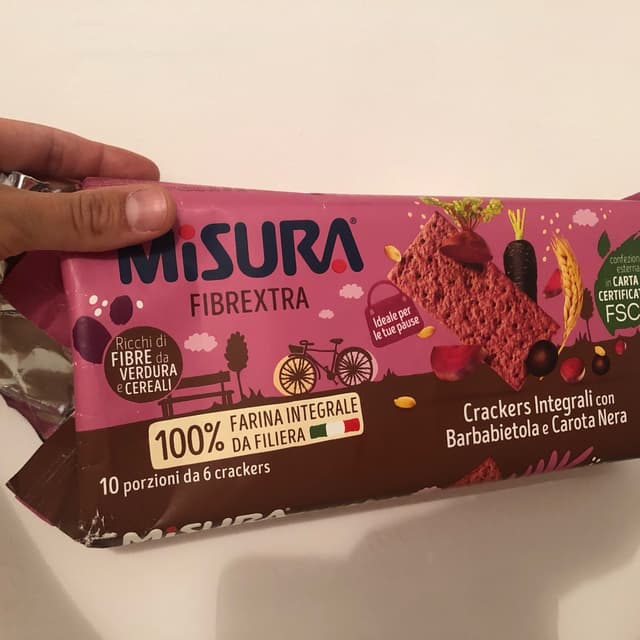 MiSURA®
FIBREXTRA
Ricchi di
FIBRE da
VERDURA
e CEREALI
Ideale per
le tue pause
confezione
esterna
in CARTA
CERTIFICATA
FSC
100% FARINA INTEGRALE
DA FILIERA
10 porzioni da 6 crackers
Crackers Integrali con
Barbabietola e Carota Nera
MiSURA